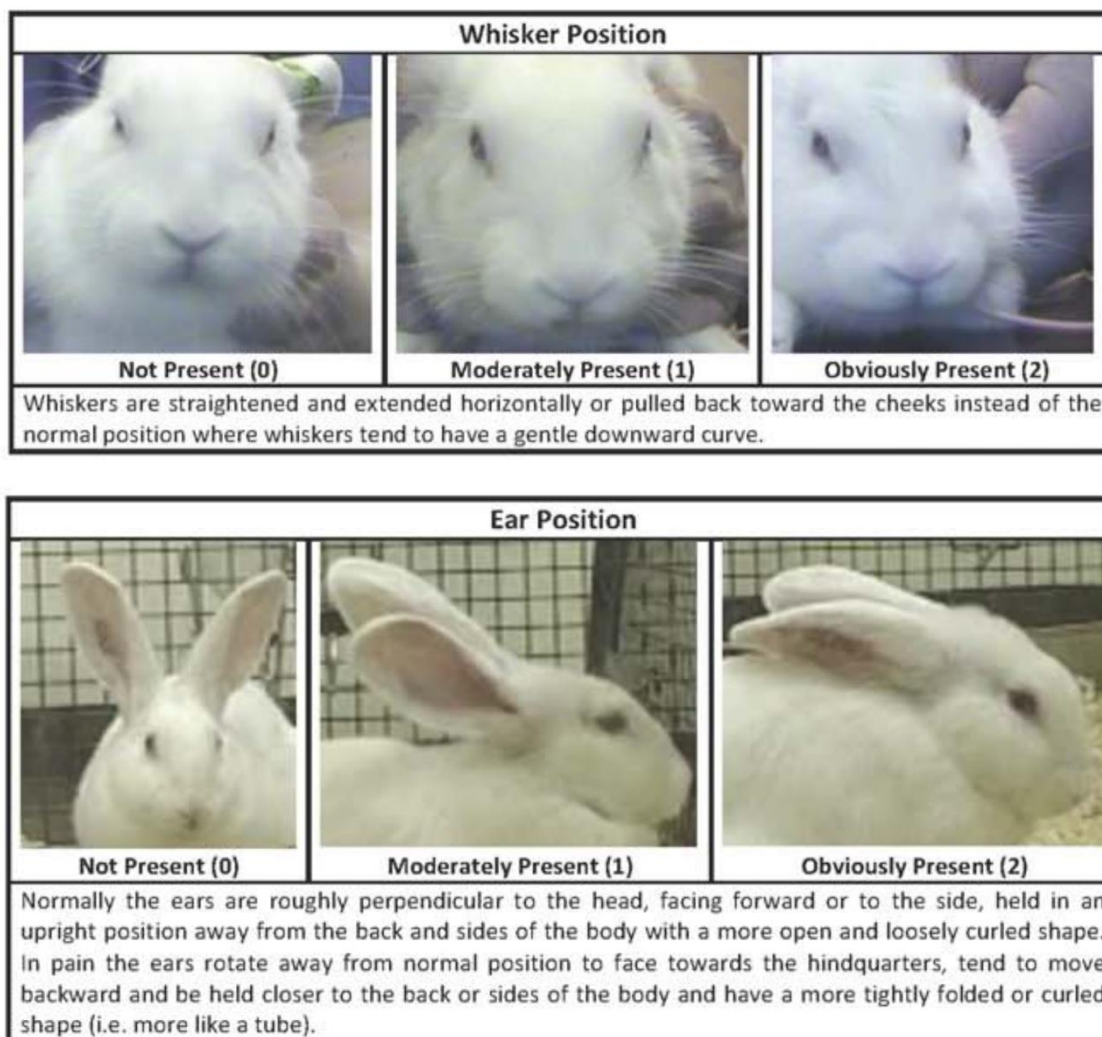 Whisker Position
Not Present (0)
Moderately Present (1)
Obviously Present (2)
Whiskers are straightened and extended horizontally or pulled back toward the cheeks instead of the
normal position where whiskers tend to have a gentle downward curve.
Ear Position
Not Present (0)
Moderately Present (1)
Obviously Present (2)
Normally the ears are roughly perpendicular to the head, facing forward or to the side, held in an
upright position away from the back and sides of the body with a more open and loosely curled shape.
In pain the ears rotate away from normal position to face towards the hindquarters, tend to move
backward and be held closer to the back or sides of the body and have a more tightly folded or curled
shape (i.e. more like a tube).